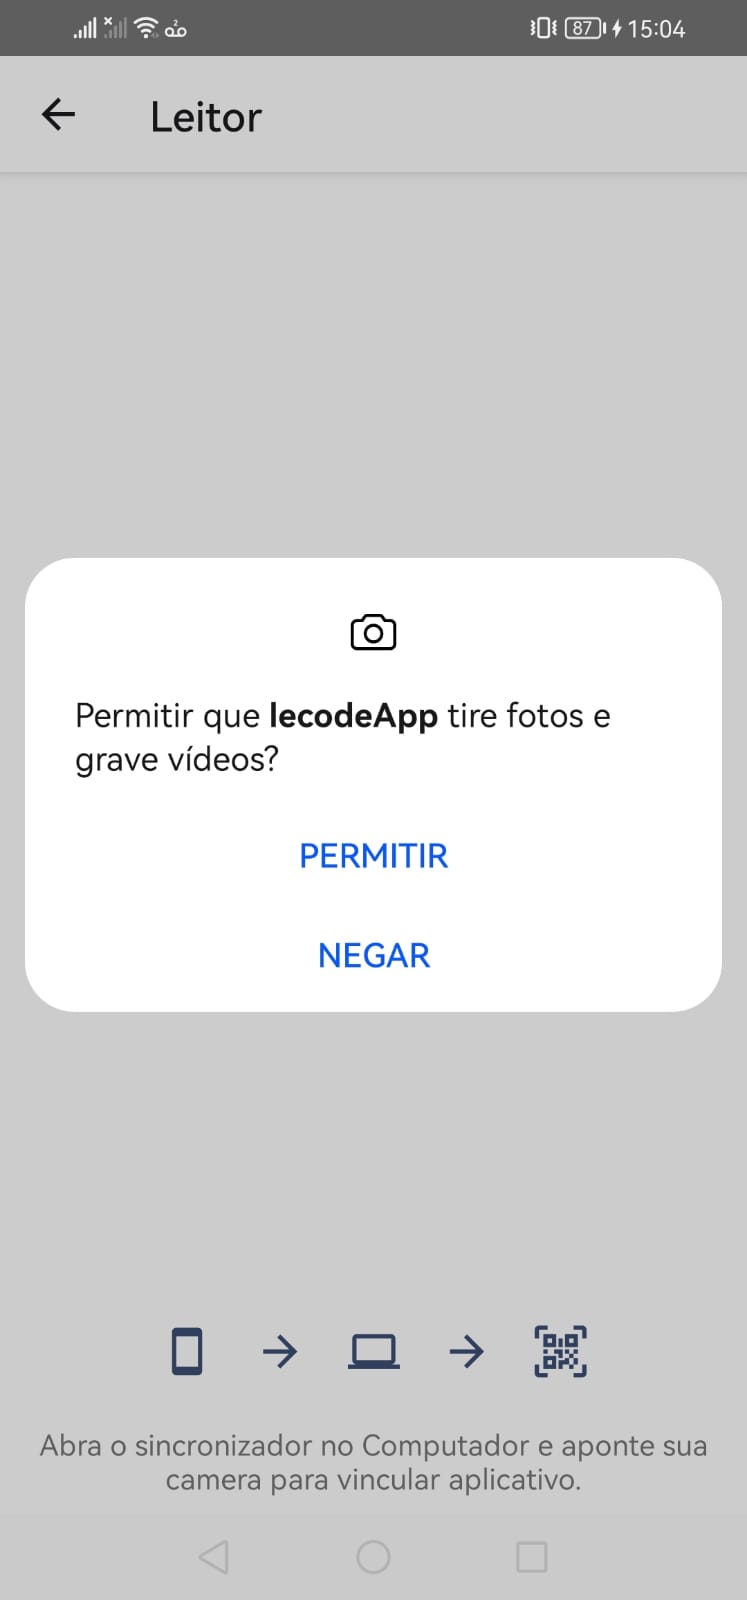 2
87
15:04
Leitor
Permitir que lecodeApp tire fotos e
grave vídeos?
PERMITIR
NEGAR
Abra o sincronizador no Computador e aponte sua
camera para vincular aplicativo.